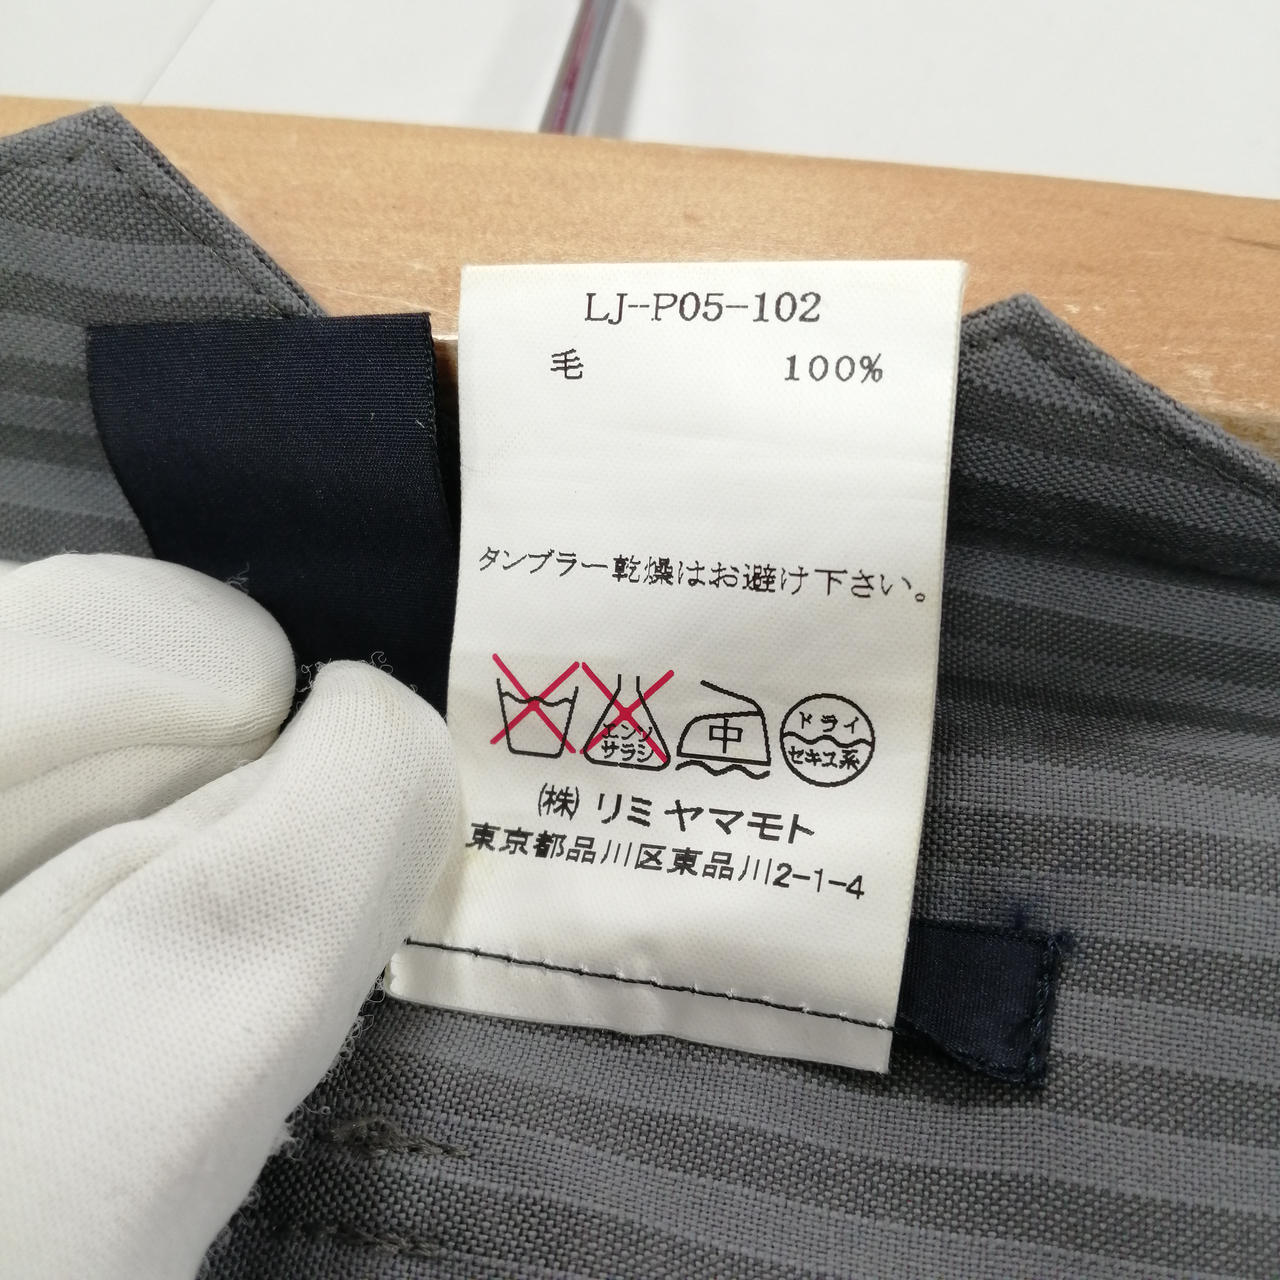 LJ-P05-102
毛 100%
タンブラー乾燥はお避け下さい。
エンソ
サラシ
中
ドライ
セキユ系
㈱ リミ ヤマモト
東京都品川区東品川2-1-4